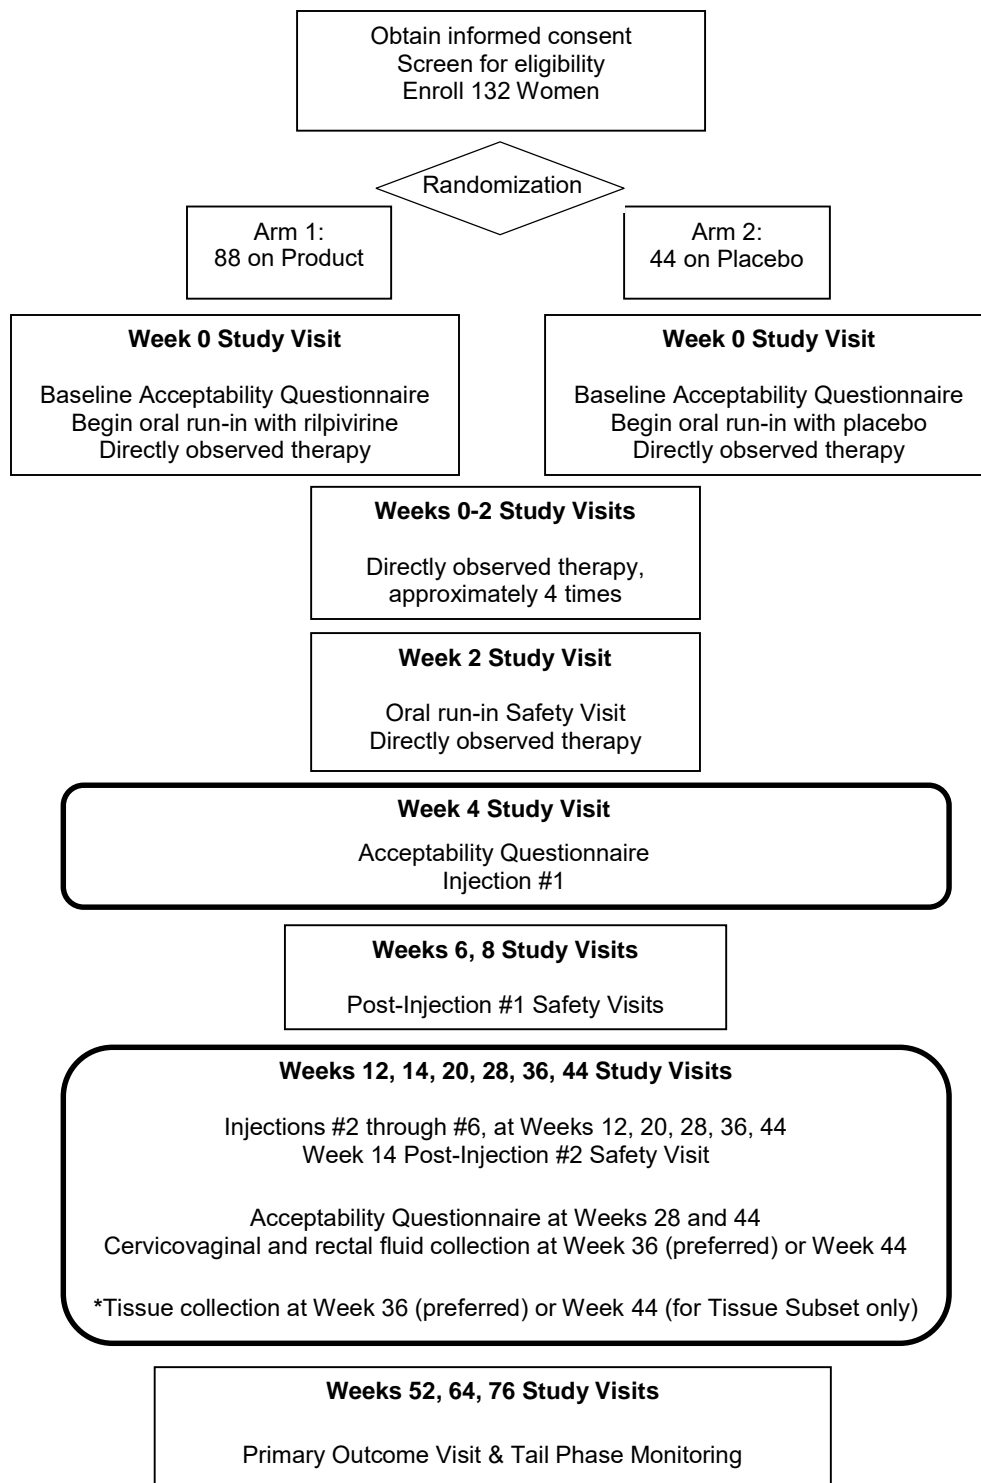 Obtain informed consent
Screen for eligibility
Enroll 132 Women
Randomization
Arm 1:
88 on Product
Arm 2:
44 on Placebo
Week 0 Study Visit
Baseline Acceptability Questionnaire
Begin oral run-in with rilpivirine
Directly observed therapy
Week 0 Study Visit
Baseline Acceptability Questionnaire
Begin oral run-in with placebo
Directly observed therapy
Weeks 0-2 Study Visits
Directly observed therapy,
approximately 4 times
Week 2 Study Visit
Oral run-in Safety Visit
Directly observed therapy
Week 4 Study Visit
Acceptability Questionnaire
Injection #1
Weeks 6, 8 Study Visits
Post-Injection #1 Safety Visits
Weeks 12, 14, 20, 28, 36, 44 Study Visits
Injections #2 through #6, at Weeks 12, 20, 28, 36, 44
Week 14 Post-Injection #2 Safety Visit
Acceptability Questionnaire at Weeks 28 and 44
Cervicovaginal and rectal fluid collection at Week 36 (preferred) or Week 44
*Tissue collection at Week 36 (preferred) or Week 44 (for Tissue Subset only)
Weeks 52, 64, 76 Study Visits
Primary Outcome Visit & Tail Phase Monitoring